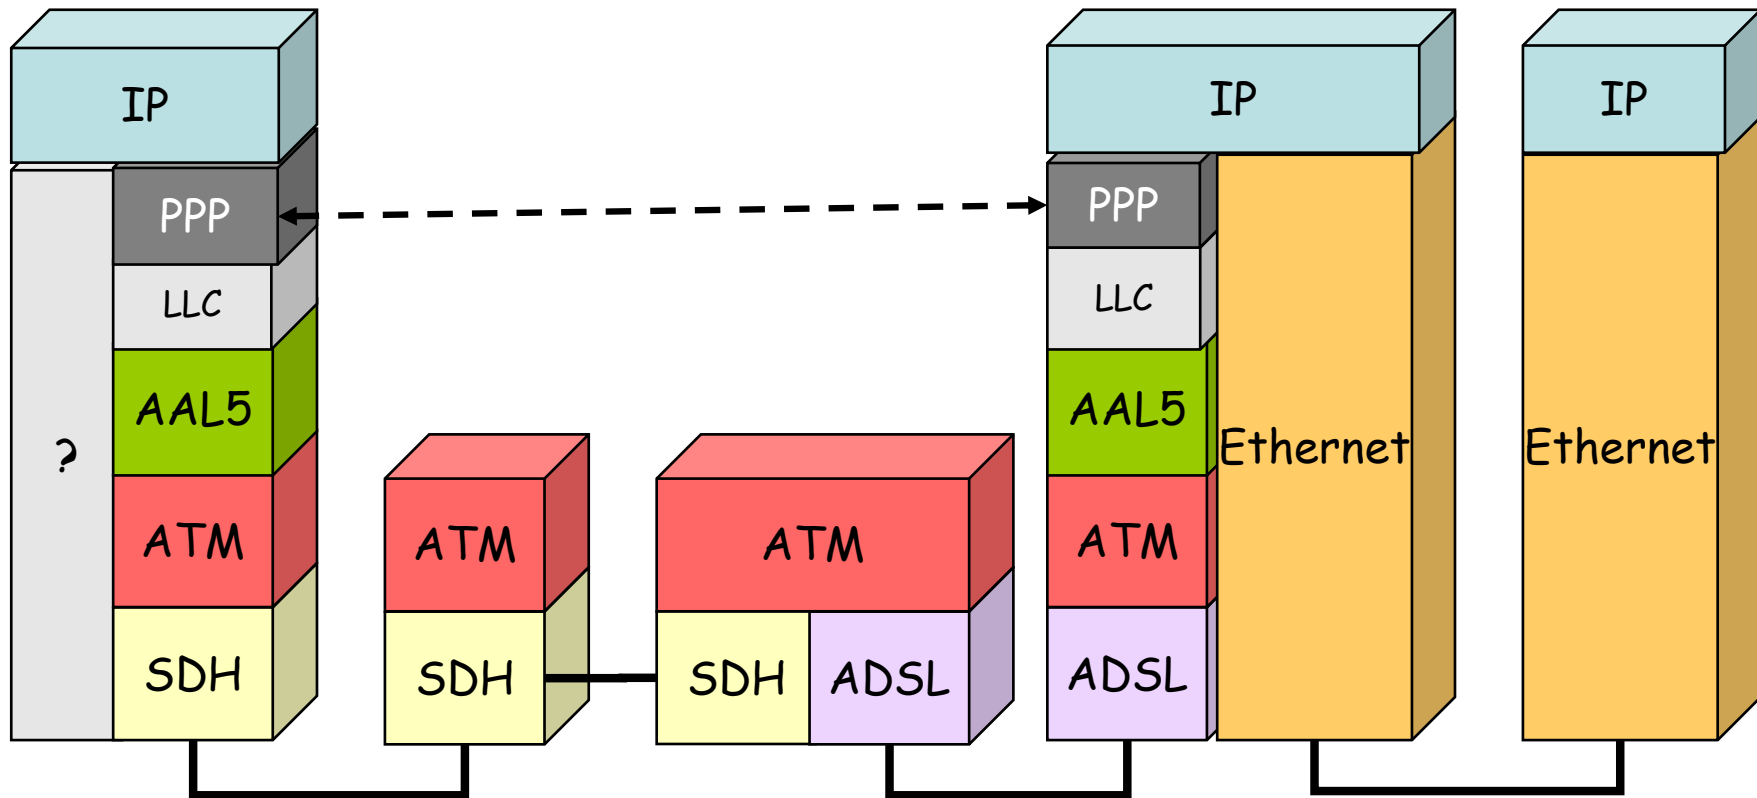 IP
PPP
LLC
AAL5
?
ATM
SDH
ATM
SDH
ATM
SDH
ADSL
IP
PPP
LLC
AAL5
Ethernet
ATM
ADSL
IP
Ethernet